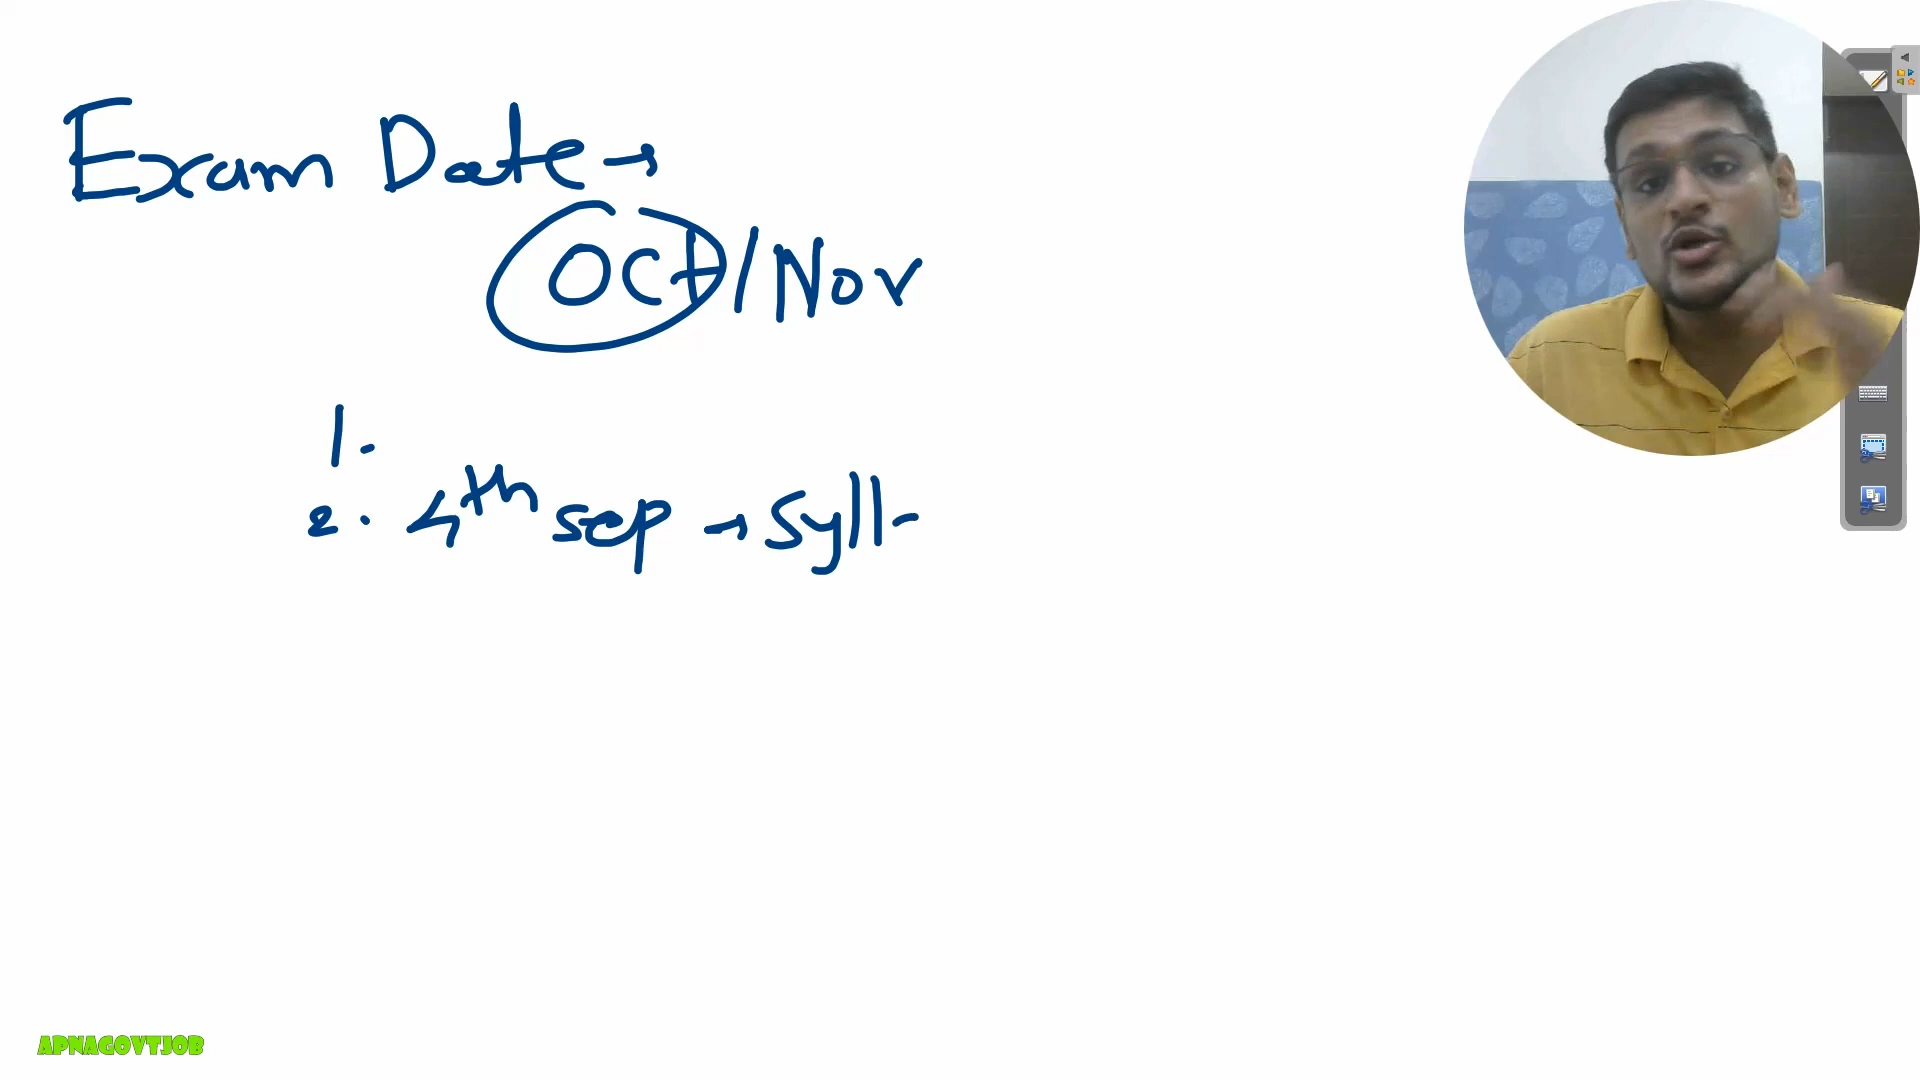 Exam Date →
Oct/Nov
1.
2. 4th sep → Syll-
APNAGOVTJOB